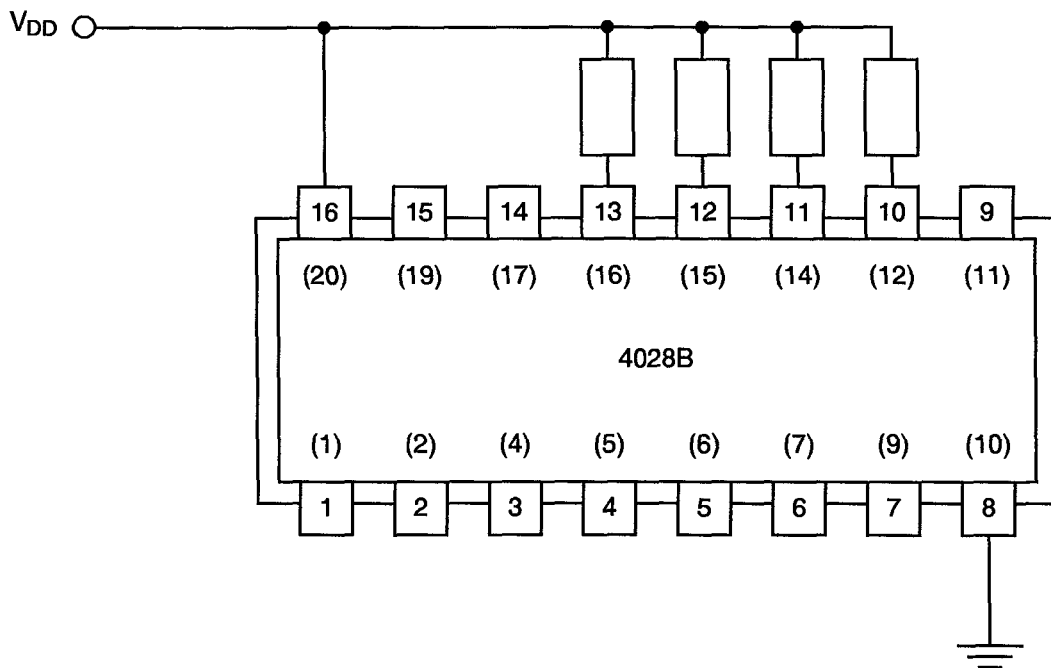 VDD
16 15 14 13 12 11 10 9
(20) (19) (17) (16) (15) (14) (12) (11)
4028B
(1) (2) (4) (5) (6) (7) (9) (10)
1 2 3 4 5 6 7 8